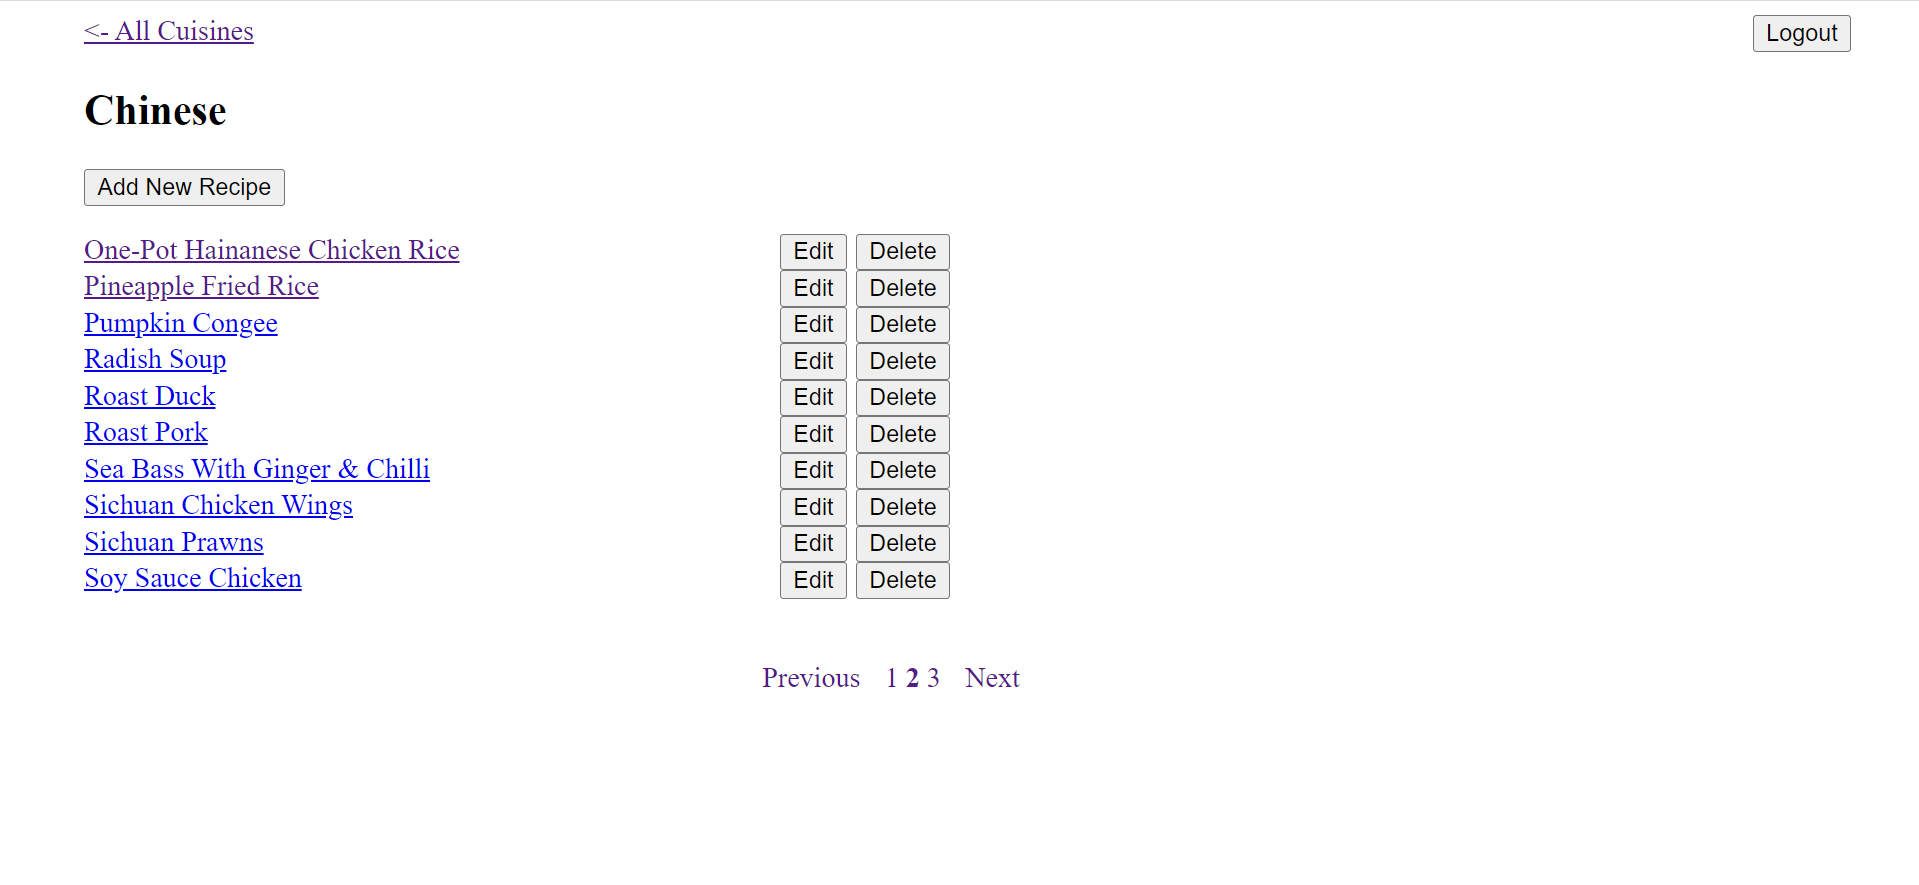 <- All Cuisines Logout
Chinese
Add New Recipe
One-Pot Hainanese Chicken Rice Edit Delete
Pineapple Fried Rice Edit Delete
Pumpkin Congee Edit Delete
Radish Soup Edit Delete
Roast Duck Edit Delete
Roast Pork Edit Delete
Sea Bass With Ginger & Chilli Edit Delete
Sichuan Chicken Wings Edit Delete
Sichuan Prawns Edit Delete
Soy Sauce Chicken Edit Delete
Previous 1 2 3 Next